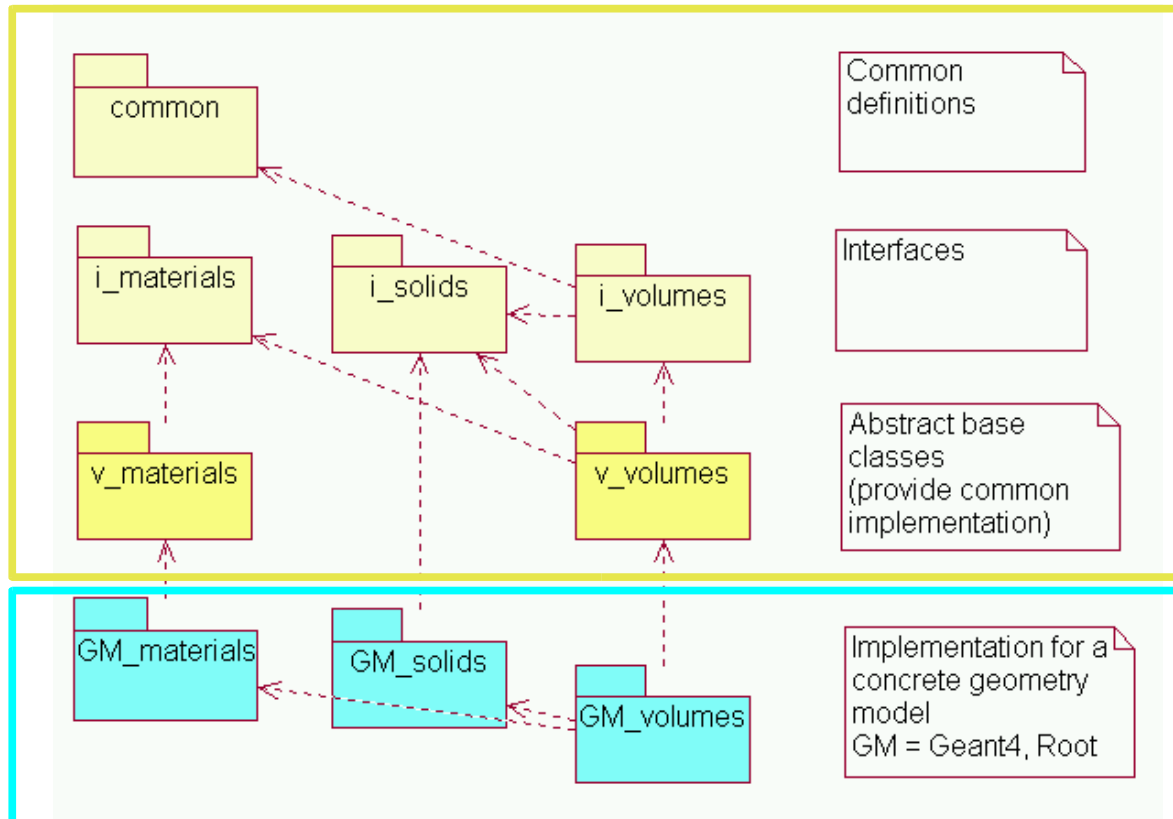 common
Common
definitions
i_materials
i_solids
i_volumes
Interfaces
v_materials
v_volumes
Abstract base
classes
(provide common
implementation)
GM_materials
GM_solids
GM_volumes
Implementation for a
concrete geometry
model
GM = Geant4, Root